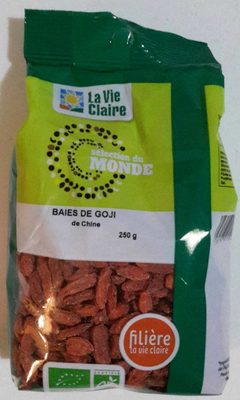 La Vie
Claire
sélection du
MONDE
BAIES DE GOJI
de Chine
250 g
filière
la vie claire